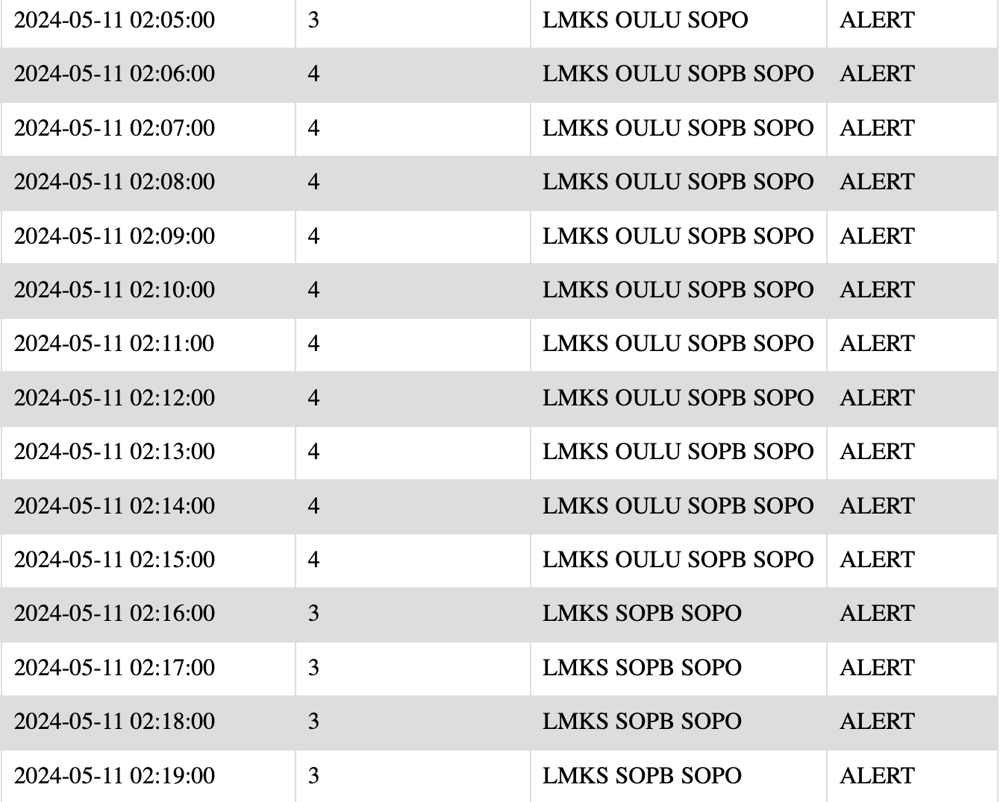 2024-05-11 02:05:00 3 LMKS OULU SOPO ALERT
2024-05-11 02:06:00 4 LMKS OULU SOPB SOPO ALERT
2024-05-11 02:07:00 4 LMKS OULU SOPB SOPO ALERT
2024-05-11 02:08:00 4 LMKS OULU SOPB SOPO ALERT
2024-05-11 02:09:00 4 LMKS OULU SOPB SOPO ALERT
2024-05-11 02:10:00 4 LMKS OULU SOPB SOPO ALERT
2024-05-11 02:11:00 4 LMKS OULU SOPB SOPO ALERT
2024-05-11 02:12:00 4 LMKS OULU SOPB SOPO ALERT
2024-05-11 02:13:00 4 LMKS OULU SOPB SOPO ALERT
2024-05-11 02:14:00 4 LMKS OULU SOPB SOPO ALERT
2024-05-11 02:15:00 4 LMKS OULU SOPB SOPO ALERT
2024-05-11 02:16:00 3 LMKS SOPB SOPO ALERT
2024-05-11 02:17:00 3 LMKS SOPB SOPO ALERT
2024-05-11 02:18:00 3 LMKS SOPB SOPO ALERT
2024-05-11 02:19:00 3 LMKS SOPB SOPO ALERT